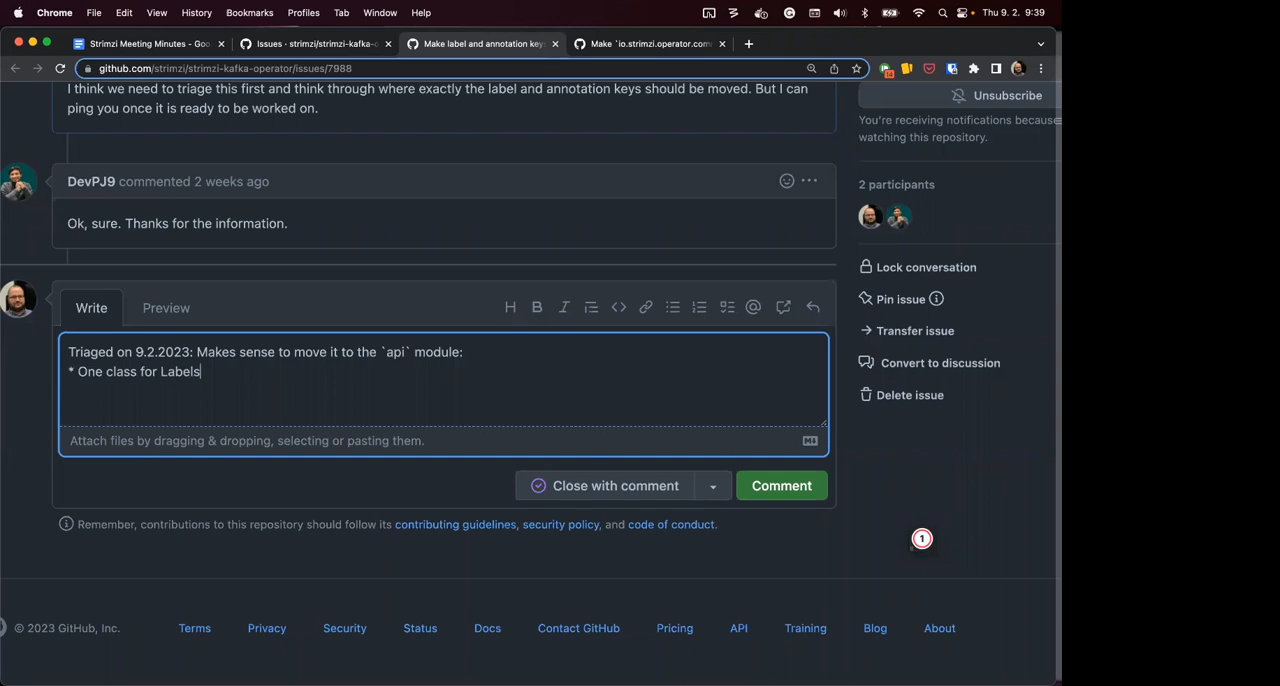 Chrome File Edit View History Bookmarks Profiles Tab Window Help Thu 9. 2. 9:39
Strimzi Meeting Minutes - Goo Issues · strimzi/strimzi-kafka-o Make label and annotation key Make `io.strimzi.operator.com
github.com/strimzi/strimzi-kafka-operator/issues/7988
14
I think we need to triage this first and think through where exactly the label and annotation keys should be moved. But I can
ping you once it is ready to be worked on.
Unsubscribe
You're receiving notifications because
watching this repository.
DevPJ9 commented 2 weeks ago
Ok, sure. Thanks for the information.
2 participants
Lock conversation
Pin issue
Transfer issue
Convert to discussion
Delete issue
Write Preview
Triaged on 9.2.2023: Makes sense to move it to the `api` module:
* One class for Labels
Attach files by dragging & dropping, selecting or pasting them.
Close with comment Comment
Remember, contributions to this repository should follow its contributing guidelines, security policy, and code of conduct.
1
© 2023 GitHub, Inc. Terms Privacy Security Status Docs Contact GitHub Pricing API Training Blog About